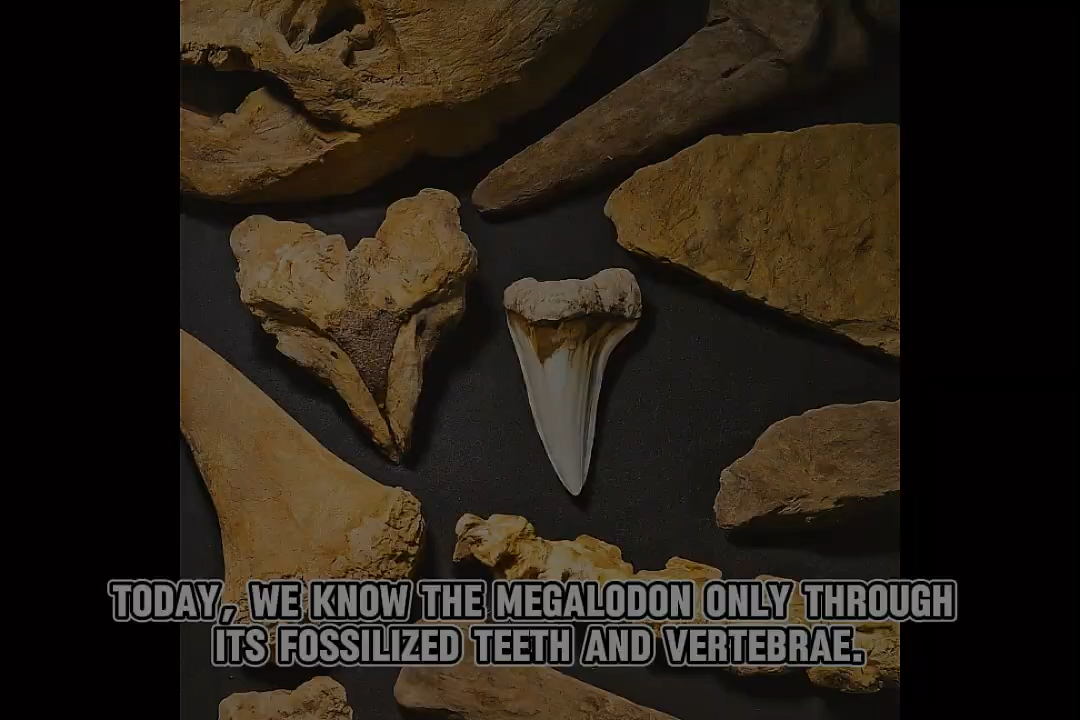 TODAY, WE KNOW THE MEGALODON ONLY THROUGH
ITS FOSSILIZED TEETH AND VERTEBRAE.